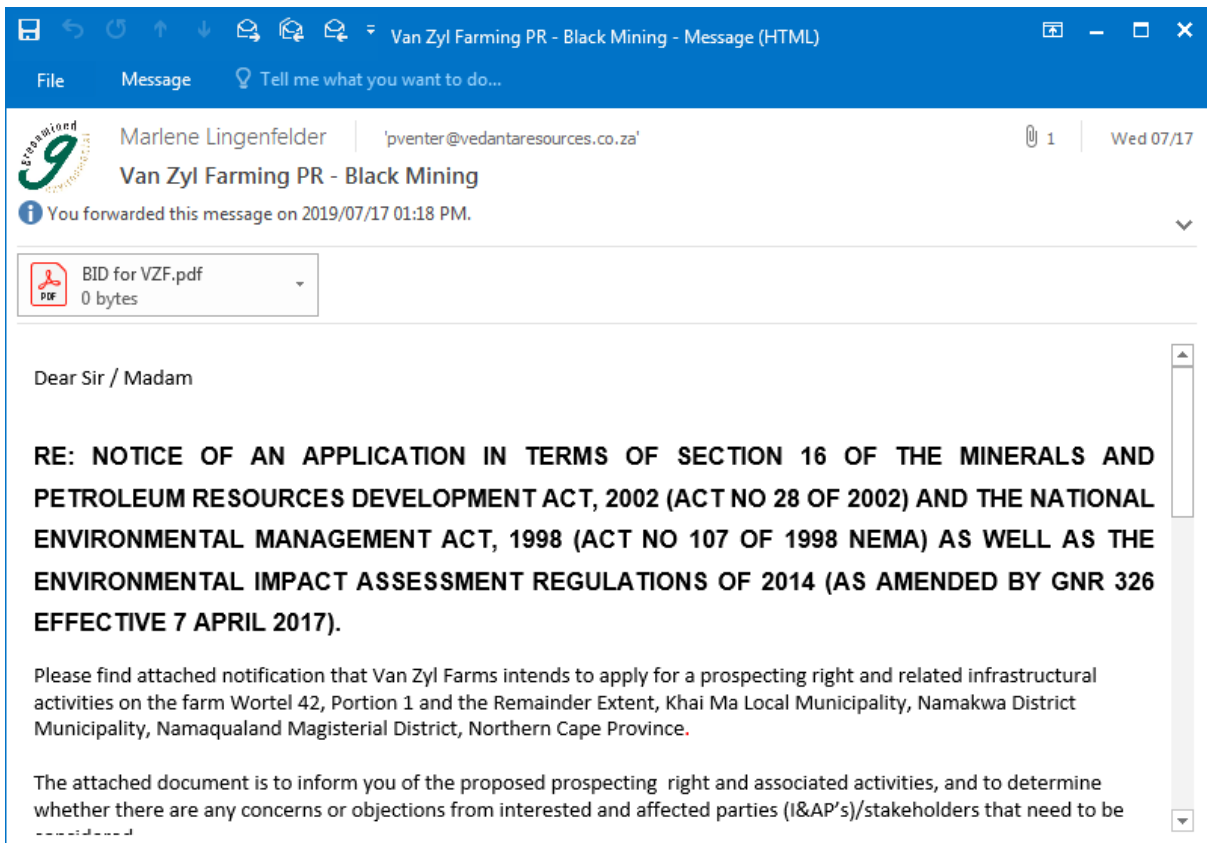 Van Zyl Farming PR - Black Mining - Message (HTML)
File Message Tell me what you want to do...
greenmined
Marlene Lingenfelder 'pventer@vedantaresources.co.za' 1 Wed 07/17
Van Zyl Farming PR - Black Mining
You forwarded this message on 2019/07/17 01:18 PM.
BID for VZF.pdf
PDF
0 bytes
Dear Sir / Madam
RE: NOTICE OF AN APPLICATION IN TERMS OF SECTION 16 OF THE MINERALS AND
PETROLEUM RESOURCES DEVELOPMENT ACT, 2002 (ACT NO 28 OF 2002) AND THE NATIONAL
ENVIRONMENTAL MANAGEMENT ACT, 1998 (ACT NO 107 OF 1998 NEMA) AS WELL AS THE
ENVIRONMENTAL IMPACT ASSESSMENT REGULATIONS OF 2014 (AS AMENDED BY GNR 326
EFFECTIVE 7 APRIL 2017).
Please find attached notification that Van Zyl Farms intends to apply for a prospecting right and related infrastructural
activities on the farm Wortel 42, Portion 1 and the Remainder Extent, Khai Ma Local Municipality, Namakwa District
Municipality, Namaqualand Magisterial District, Northern Cape Province.
The attached document is to inform you of the proposed prospecting right and associated activities, and to determine
whether there are any concerns or objections from interested and affected parties (I&AP's)/stakeholders that need to be